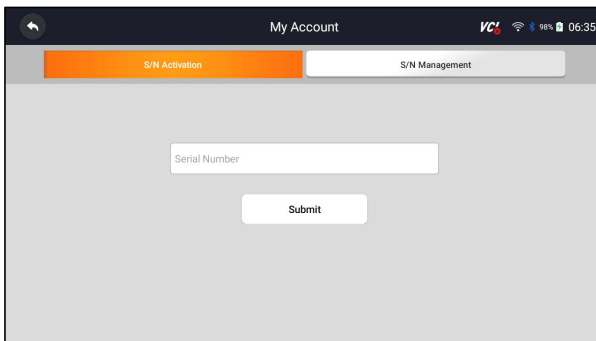 My Account
VCI
98%
06:35
S/N Activation
S/N Management
Serial Number
Submit